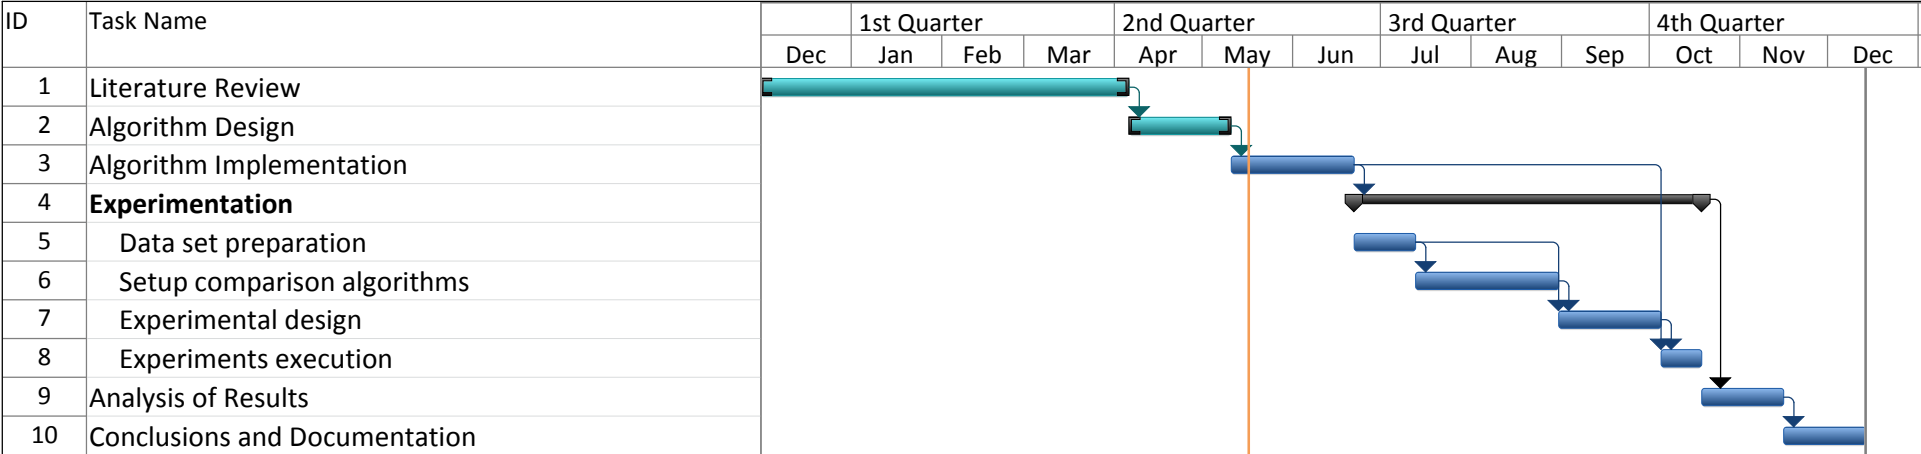 ID Task Name 1st Quarter 2nd Quarter 3rd Quarter 4th Quarter
Dec Jan Feb Mar Apr May Jun Jul Aug Sep Oct Nov Dec
1 Literature Review
2 Algorithm Design
3 Algorithm Implementation
4 Experimentation
5 Data set preparation
6 Setup comparison algorithms
7 Experimental design
8 Experiments execution
9 Analysis of Results
10 Conclusions and Documentation